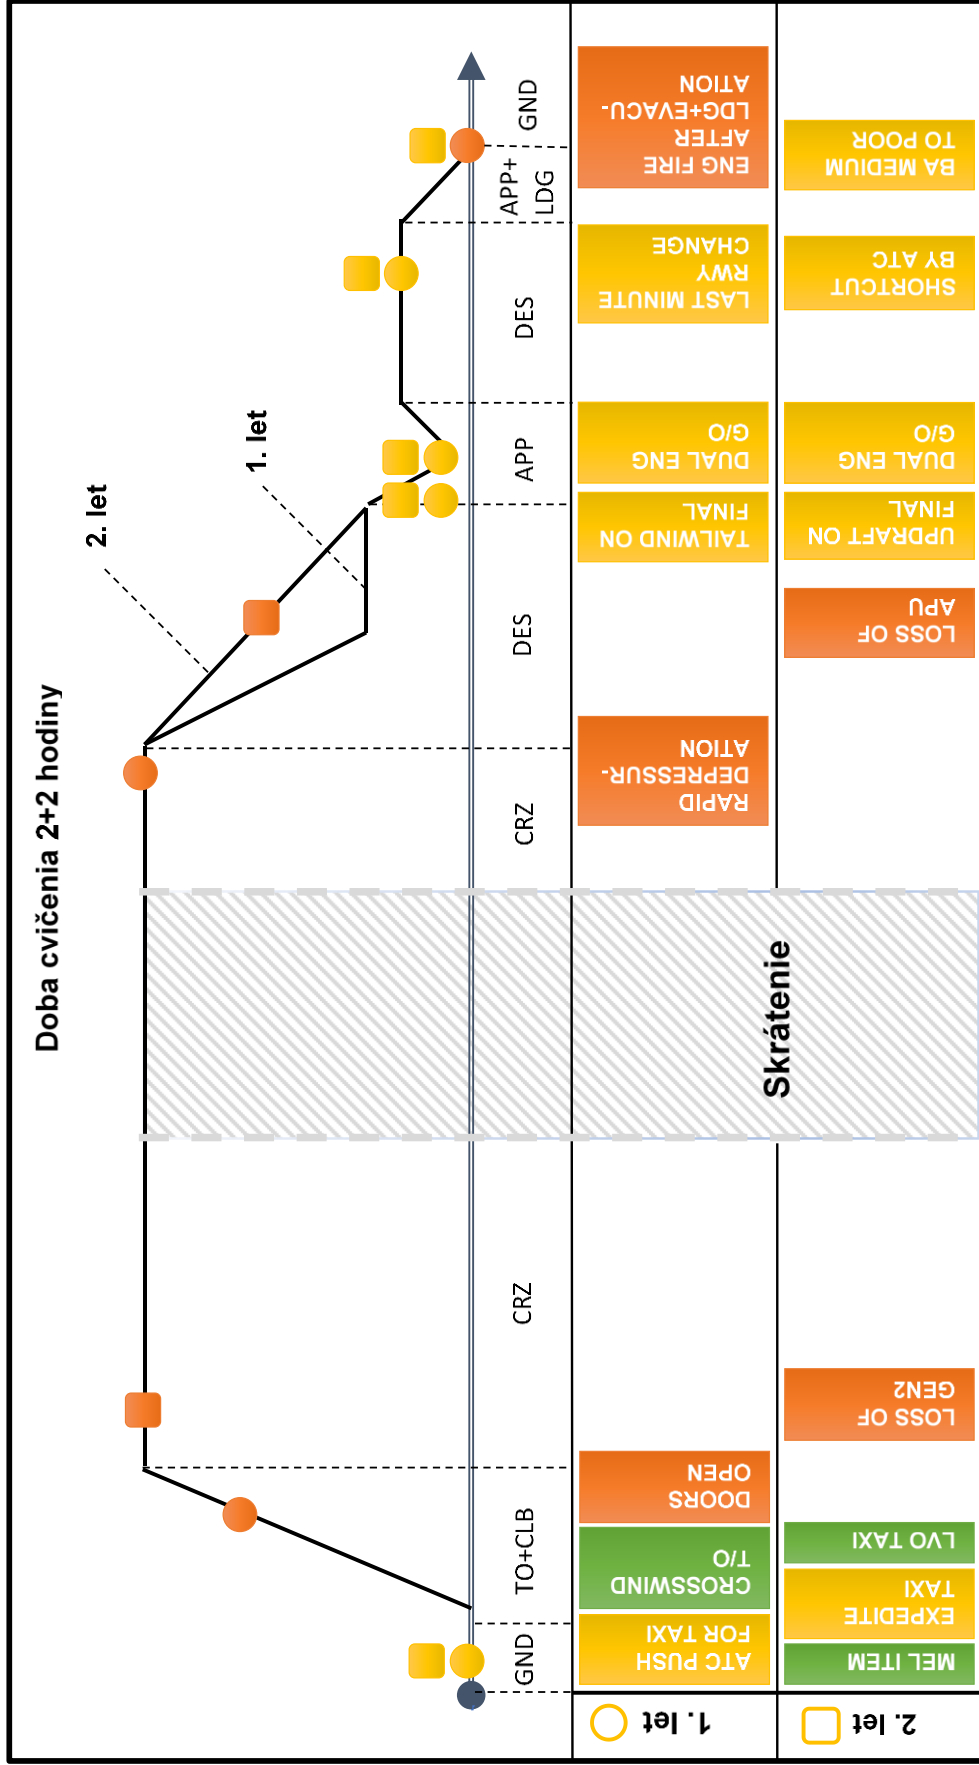 Doba cvičenia 2+2 hodiny
2. let
1. let
GND
TO+CLB
CRZ
CRZ
DES
APP
DES
APP+
LDG
GND
1. let
ATC PUSH
FOR TAXI
CROSSWIND
T/O
DOORS
OPEN
RAPID
DEPRESSUR-
ATION
TAILWIND ON
FINAL
DUAL ENG
G/O
LAST MINUTE
RWY
CHANGE
ENG FIRE
AFTER
LDG+EVACU-
ATION
Skrátenie
2. let
MEL ITEM
EXPEDITE
TAXI
LVO TAXI
LOSS OF
GEN2
LOSS OF
APU
UPDRAFT ON
FINAL
DUAL ENG
G/O
SHORTCUT
BY ATC
BA MEDIUM
TO POOR